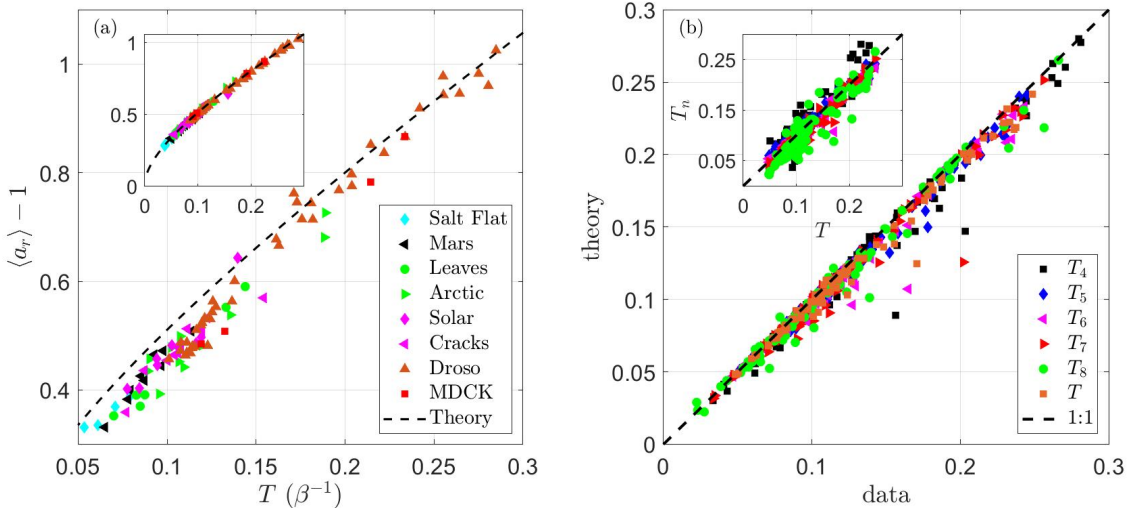 (a)
1
0.5
0
0
0.1
0.2
1
0.8
0.6
0.4
⟨a_r⟩ − 1
0.05
0.1
0.15
0.2
0.25
0.3
T (β⁻¹)
Salt Flat
Mars
Leaves
Arctic
Solar
Cracks
Droso
MDCK
Theory
(b)
T_n
0.25
0.15
0.05
0
0.1
0.2
T
0.3
0.25
0.2
0.15
0.1
0.05
0
theory
0
0.1
0.2
0.3
data
T_4
T_5
T_6
T_7
T_8
T
1:1